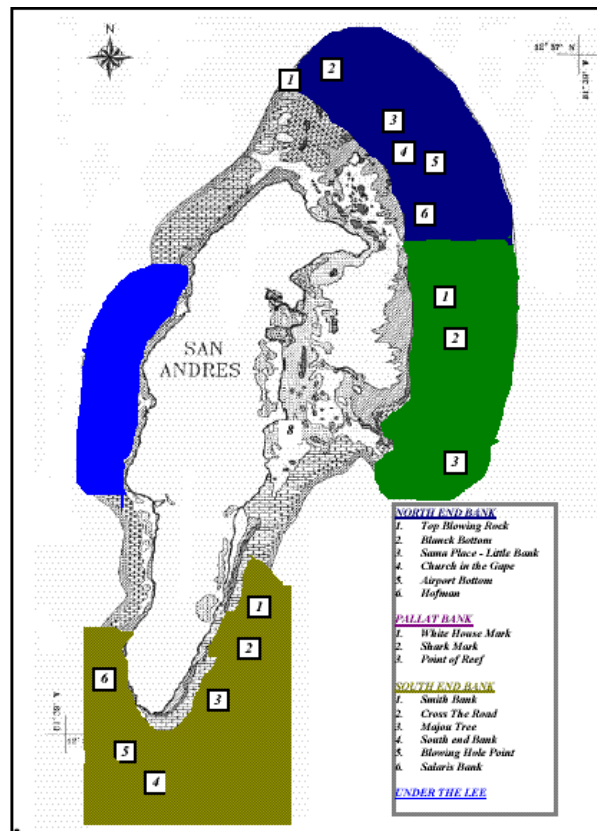 N
12° 37' N
1
2
3
4
5
6
1
2
SAN
ANDRES
8
3
1
2
6
3
5
4
12°
NORTH END BANK
1. Top Blowing Rock
2. Blanck Bottom
3. Sama Place - Little Bank
4. Church in the Gape
5. Airport Bottom
6. Hofman
PALLAT BANK
1. White House Mark
2. Shark Mark
3. Point of Reef
SOUTH END BANK
1. Smith Bank
2. Cross The Road
3. Majou Tree
4. South end Bank
5. Blowing Hole Point
6. Salaris Bank
UNDER THE LEE